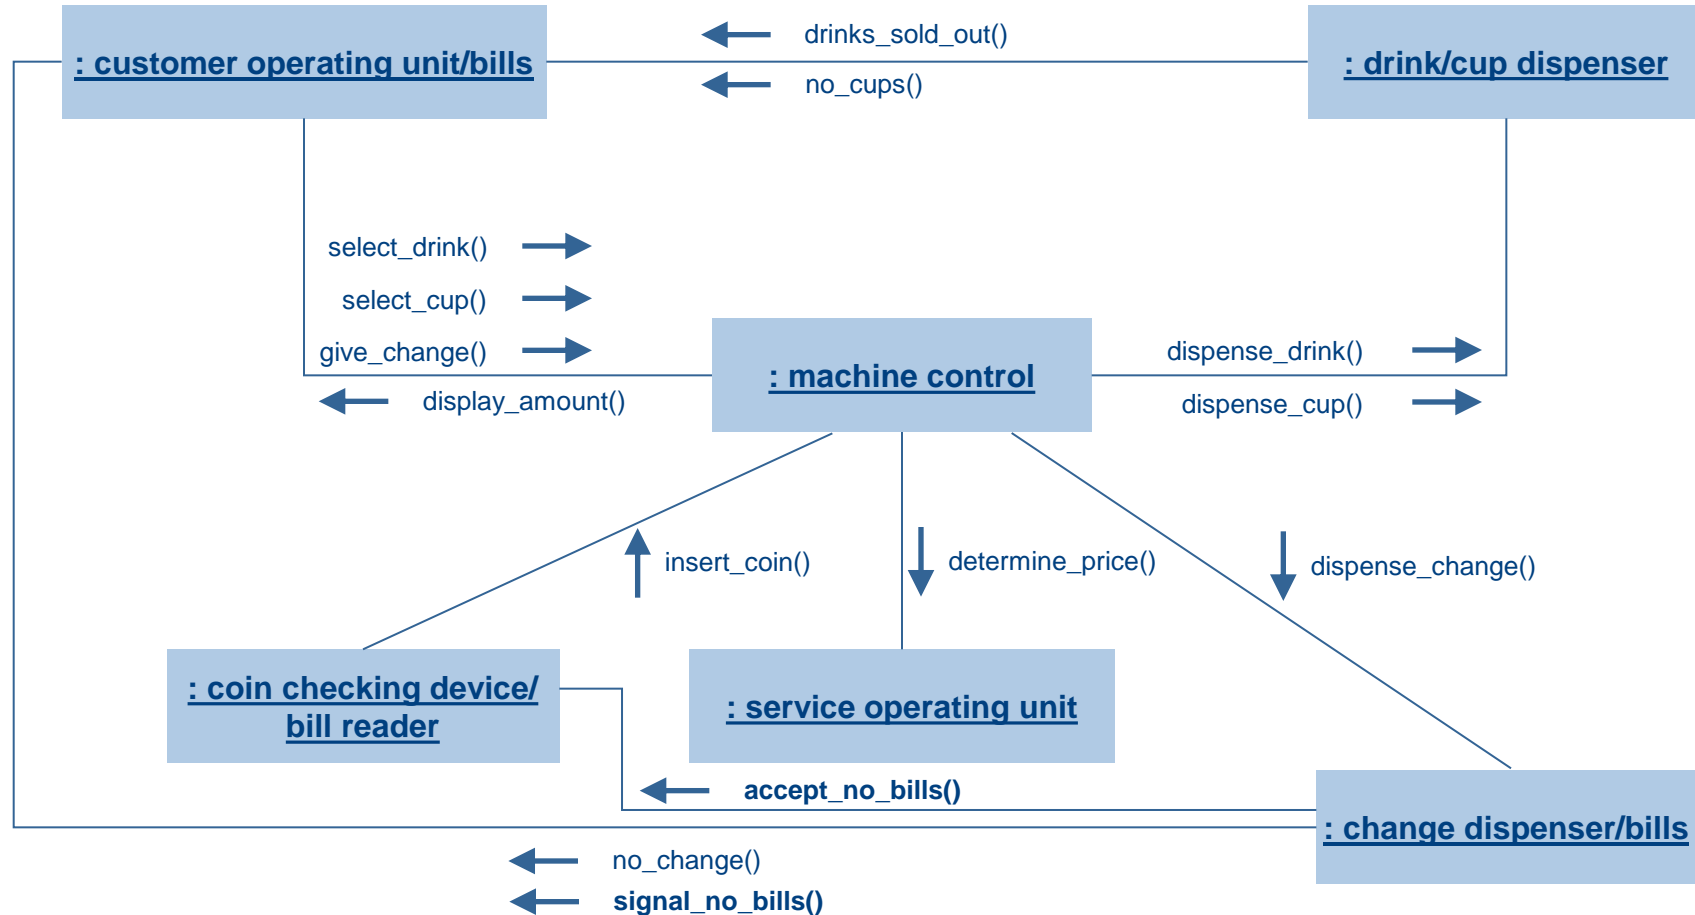 drinks_sold_out()
: customer operating unit/bills
: drink/cup dispenser
no_cups()
select_drink()
select_cup()
give_change()
display_amount()
: machine control
dispense_drink()
dispense_cup()
insert_coin()
determine_price()
dispense_change()
: coin checking device/
bill reader
: service operating unit
accept_no_bills()
: change dispenser/bills
no_change()
signal_no_bills()